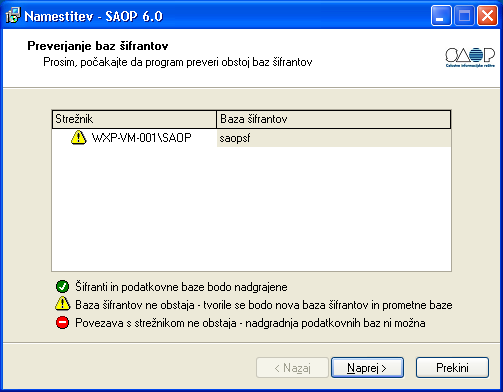 Namestitev - SAOP 6.0
Preverjanje baz šifrantov
Prosim, počakajte da program preveri obstoj baz šifrantov
SAOP
Celostne informacijske rešitve
Strežnik Baza šifrantov
WXP-VM-001\SAOP saopsf
Šifranti in podatkovne baze bodo nadgrajene
Baza šifrantov ne obstaja - tvorile se bodo nova baza šifrantov in prometne baze
Povezava s strežnikom ne obstaja - nadgradnja podatkovnih baz ni možna
< Nazaj Naprej > Prekini